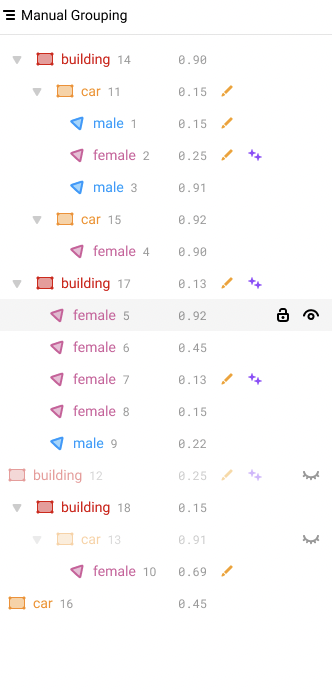 Manual Grouping
building 14 0.90
car 11 0.15
male 1 0.15
female 2 0.25
male 3 0.91
car 15 0.92
female 4 0.90
building 17 0.13
female 5 0.92
female 6 0.45
female 7 0.13
female 8 0.15
male 9 0.22
building 12 0.25
building 18 0.15
car 13 0.91
female 10 0.69
car 16 0.45